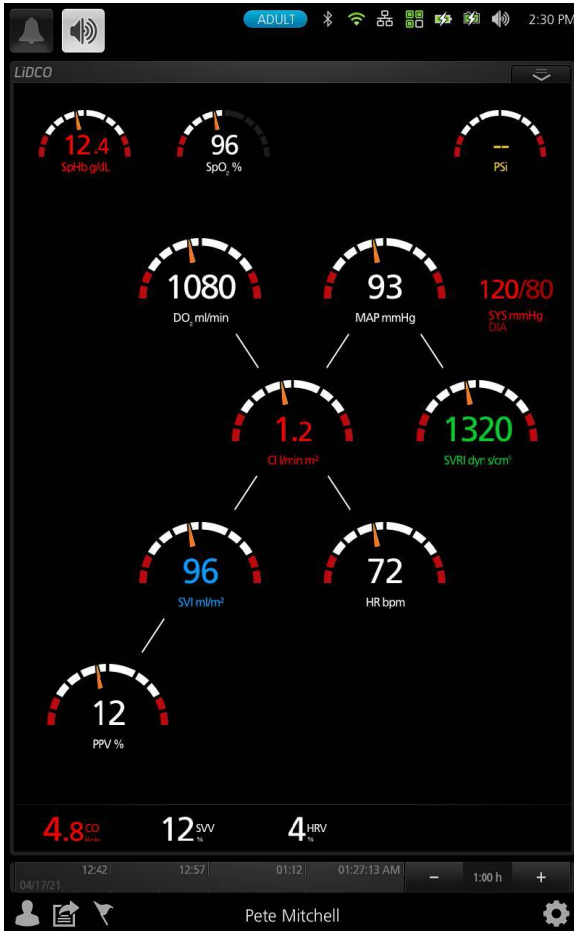 ADULT 2:30 PM
LiDCO
12.4 96 --
SpHb g/dL SpO₂ % PSi
1080 93 120/80
DO₂ ml/min MAP mmHg SYS mmHg
DIA
1.2 1320
CI l/min m² SVRI dyn s/cm⁵
96 72
SVI ml/m² HR bpm
12
PPV %
4.8 CO l/min 12 SVV % 4 HRV %
12:42 12:57 01:12 01:27:13 AM − 1:00 h +
04/17/21
Pete Mitchell